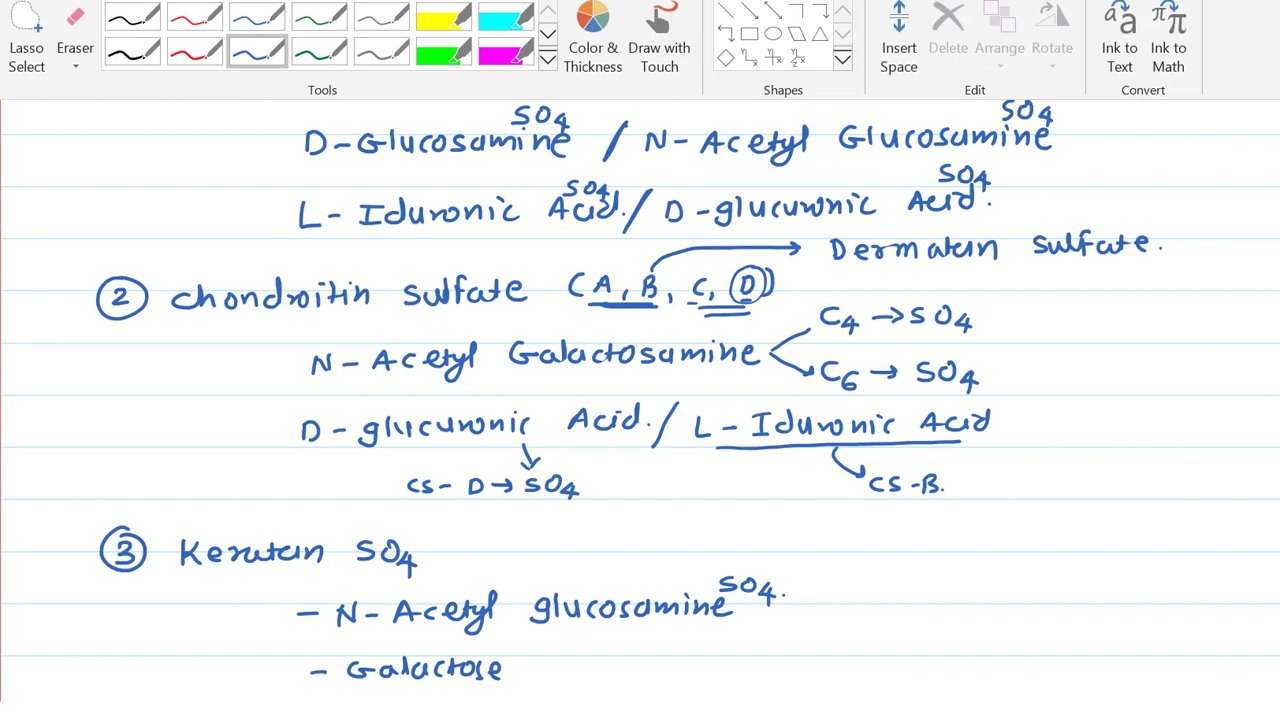 Lasso Select
Eraser
Color & Thickness
Draw with Touch
Insert Space
Delete
Arrange
Rotate
Ink to Text
Ink to Math
Tools
Shapes
Edit
Convert
D-Glucosamine SO4 / N-Acetyl Glucosamine SO4
L- Iduronic Acid. SO4 / D-glucuronic Acid. SO4
Dermatan sulfate.
② Chondroitin sulfate (A, B, C, D)
C4 → SO4
N-Acetyl Galactosamine
C6 → SO4
D-glucuronic Acid. / L-Iduronic Acid
CS-D → SO4
CS-B.
③ Keratan SO4
- N-Acetyl glucosamine SO4.
- Galactose